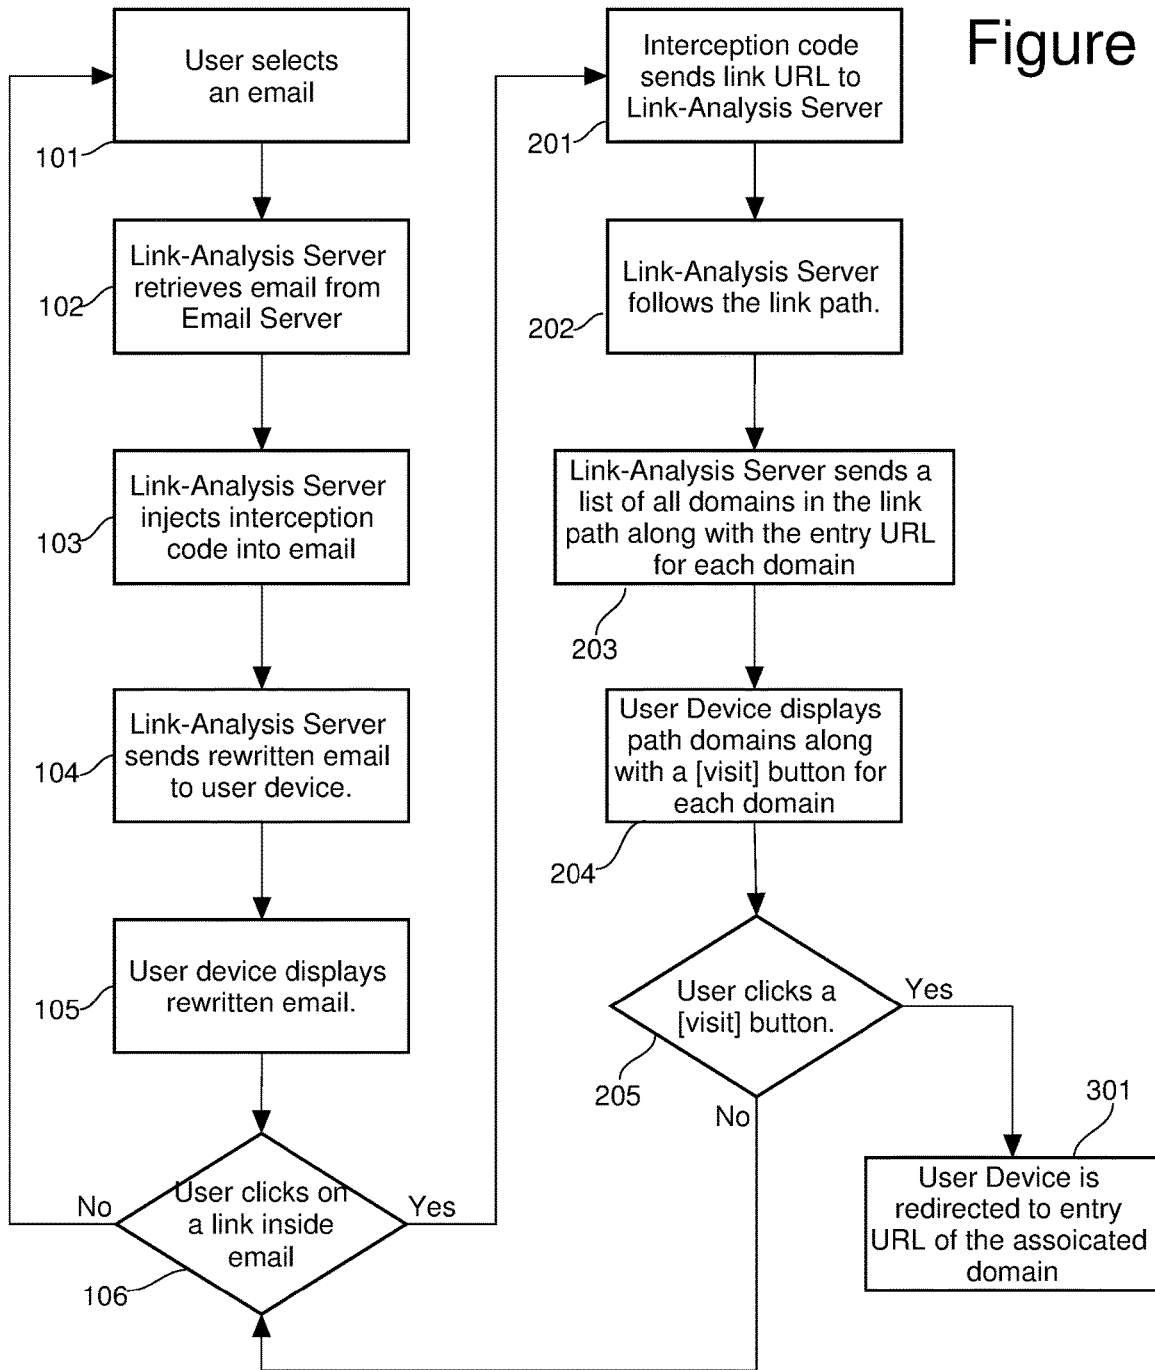 Figure
User selects
an email
101
Link-Analysis Server
retrieves email from
Email Server
102
Link-Analysis Server
injects interception
code into email
103
Link-Analysis Server
sends rewritten email
to user device.
104
User device displays
rewritten email.
105
User clicks on
a link inside
email
106
No
Yes
Interception code
sends link URL to
Link-Analysis Server
201
Link-Analysis Server
follows the link path.
202
Link-Analysis Server sends a
list of all domains in the link
path along with the entry URL
for each domain
203
User Device displays
path domains along
with a [visit] button for
each domain
204
User clicks a
[visit] button.
205
Yes
No
301
User Device is
redirected to entry
URL of the assoicated
domain